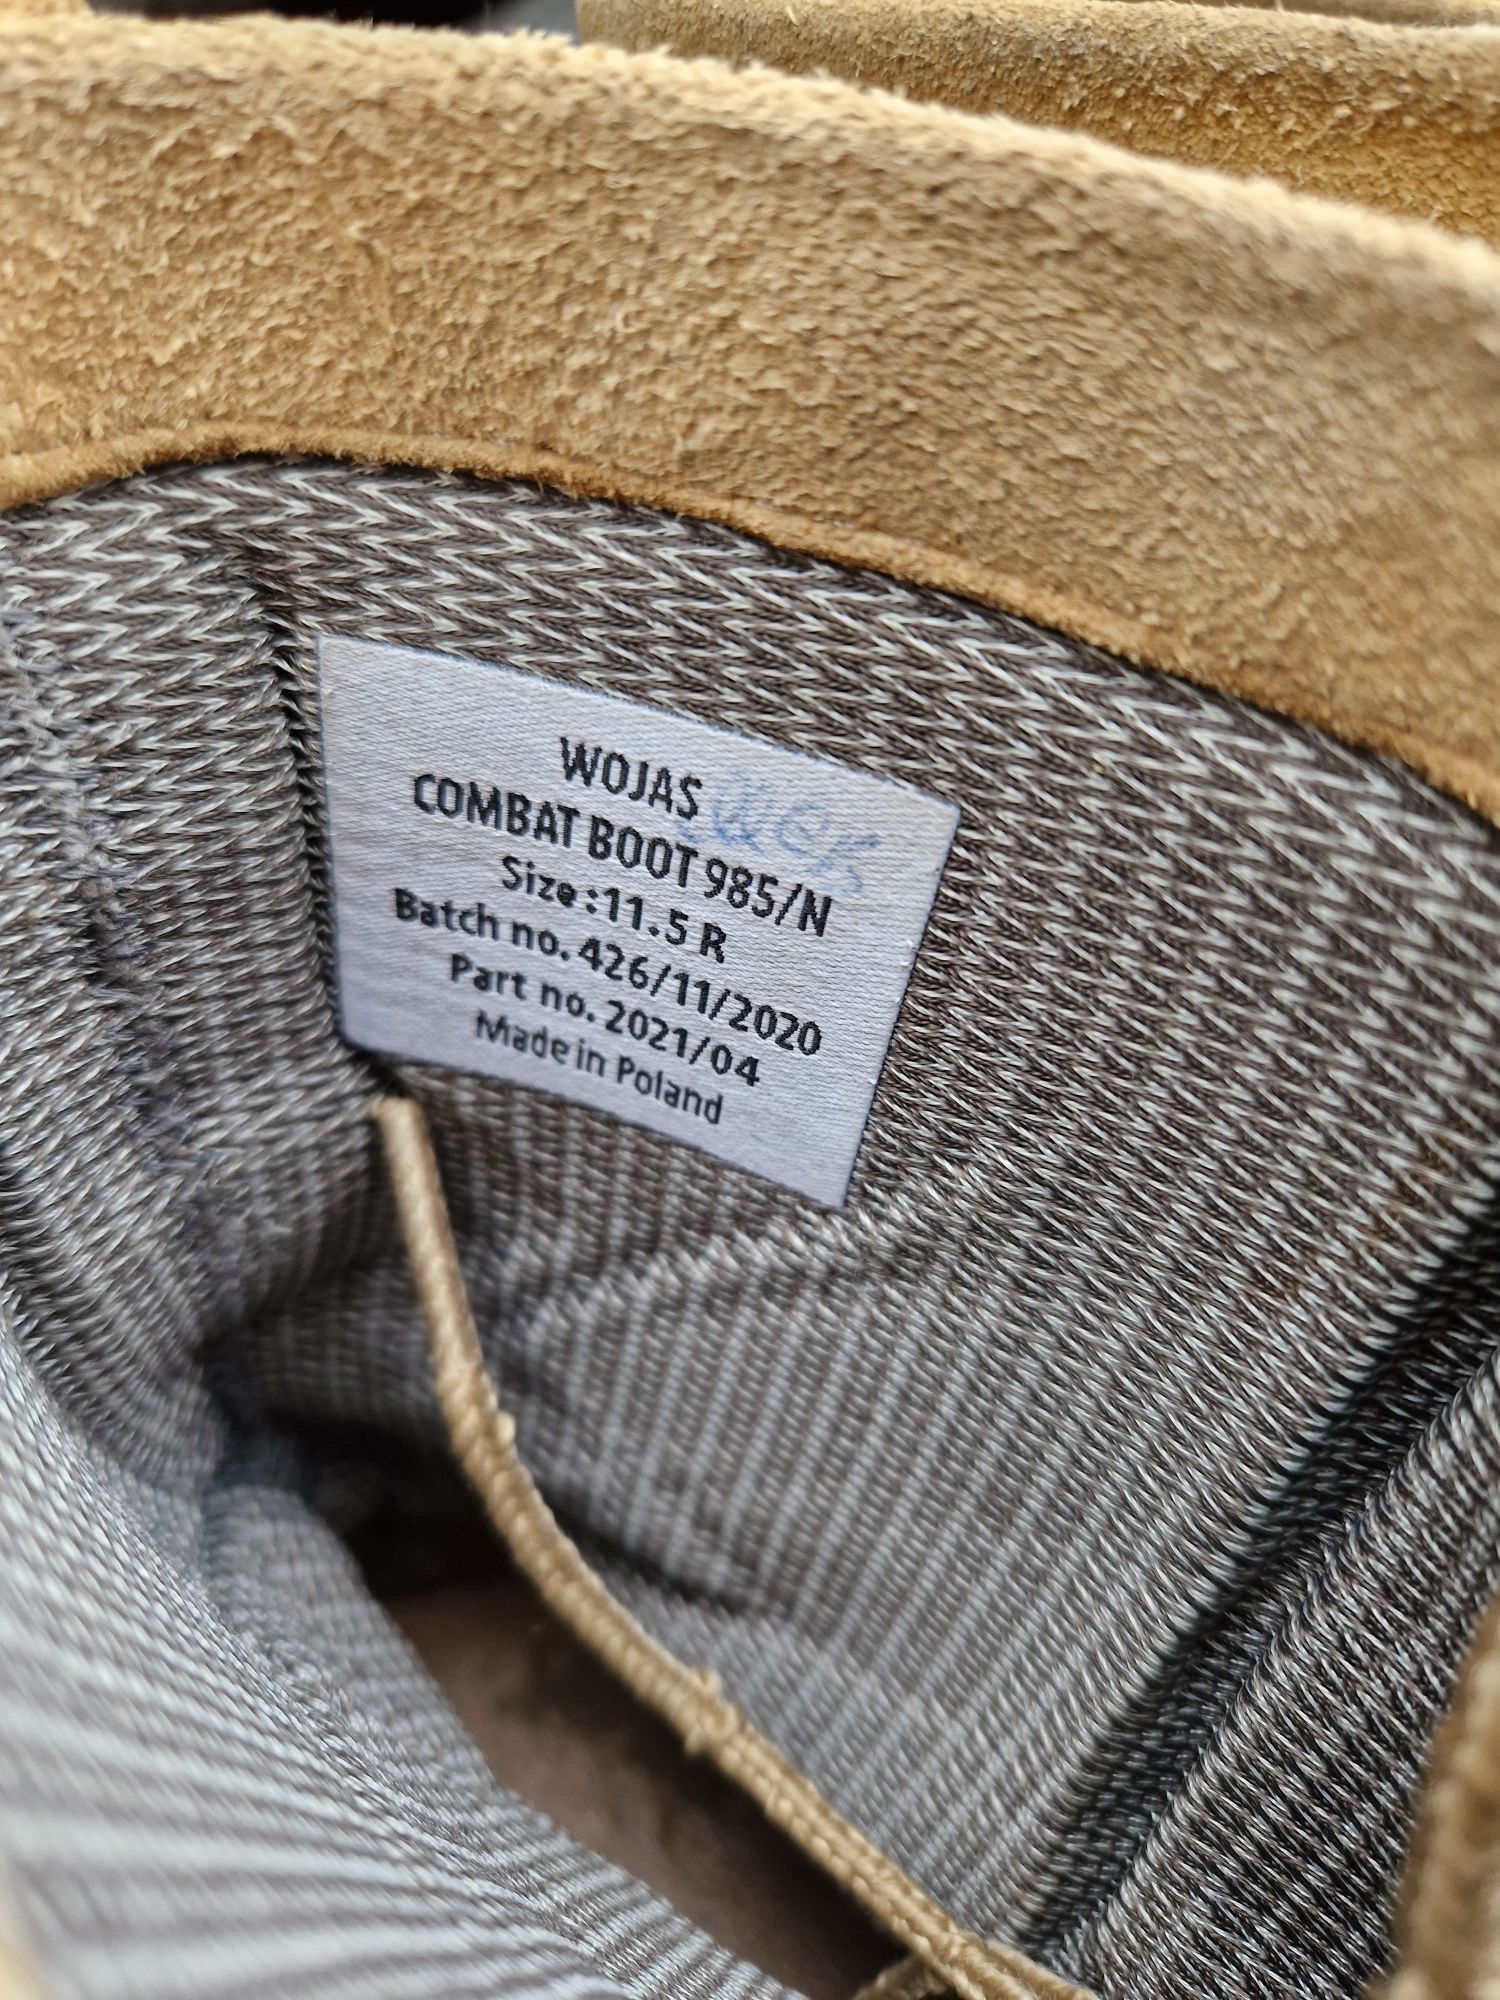 WOJAS
COMBAT BOOT 985/N
Size:11.5 R
Batch no. 426/11/2020
Part no. 2021/04
Made in Poland